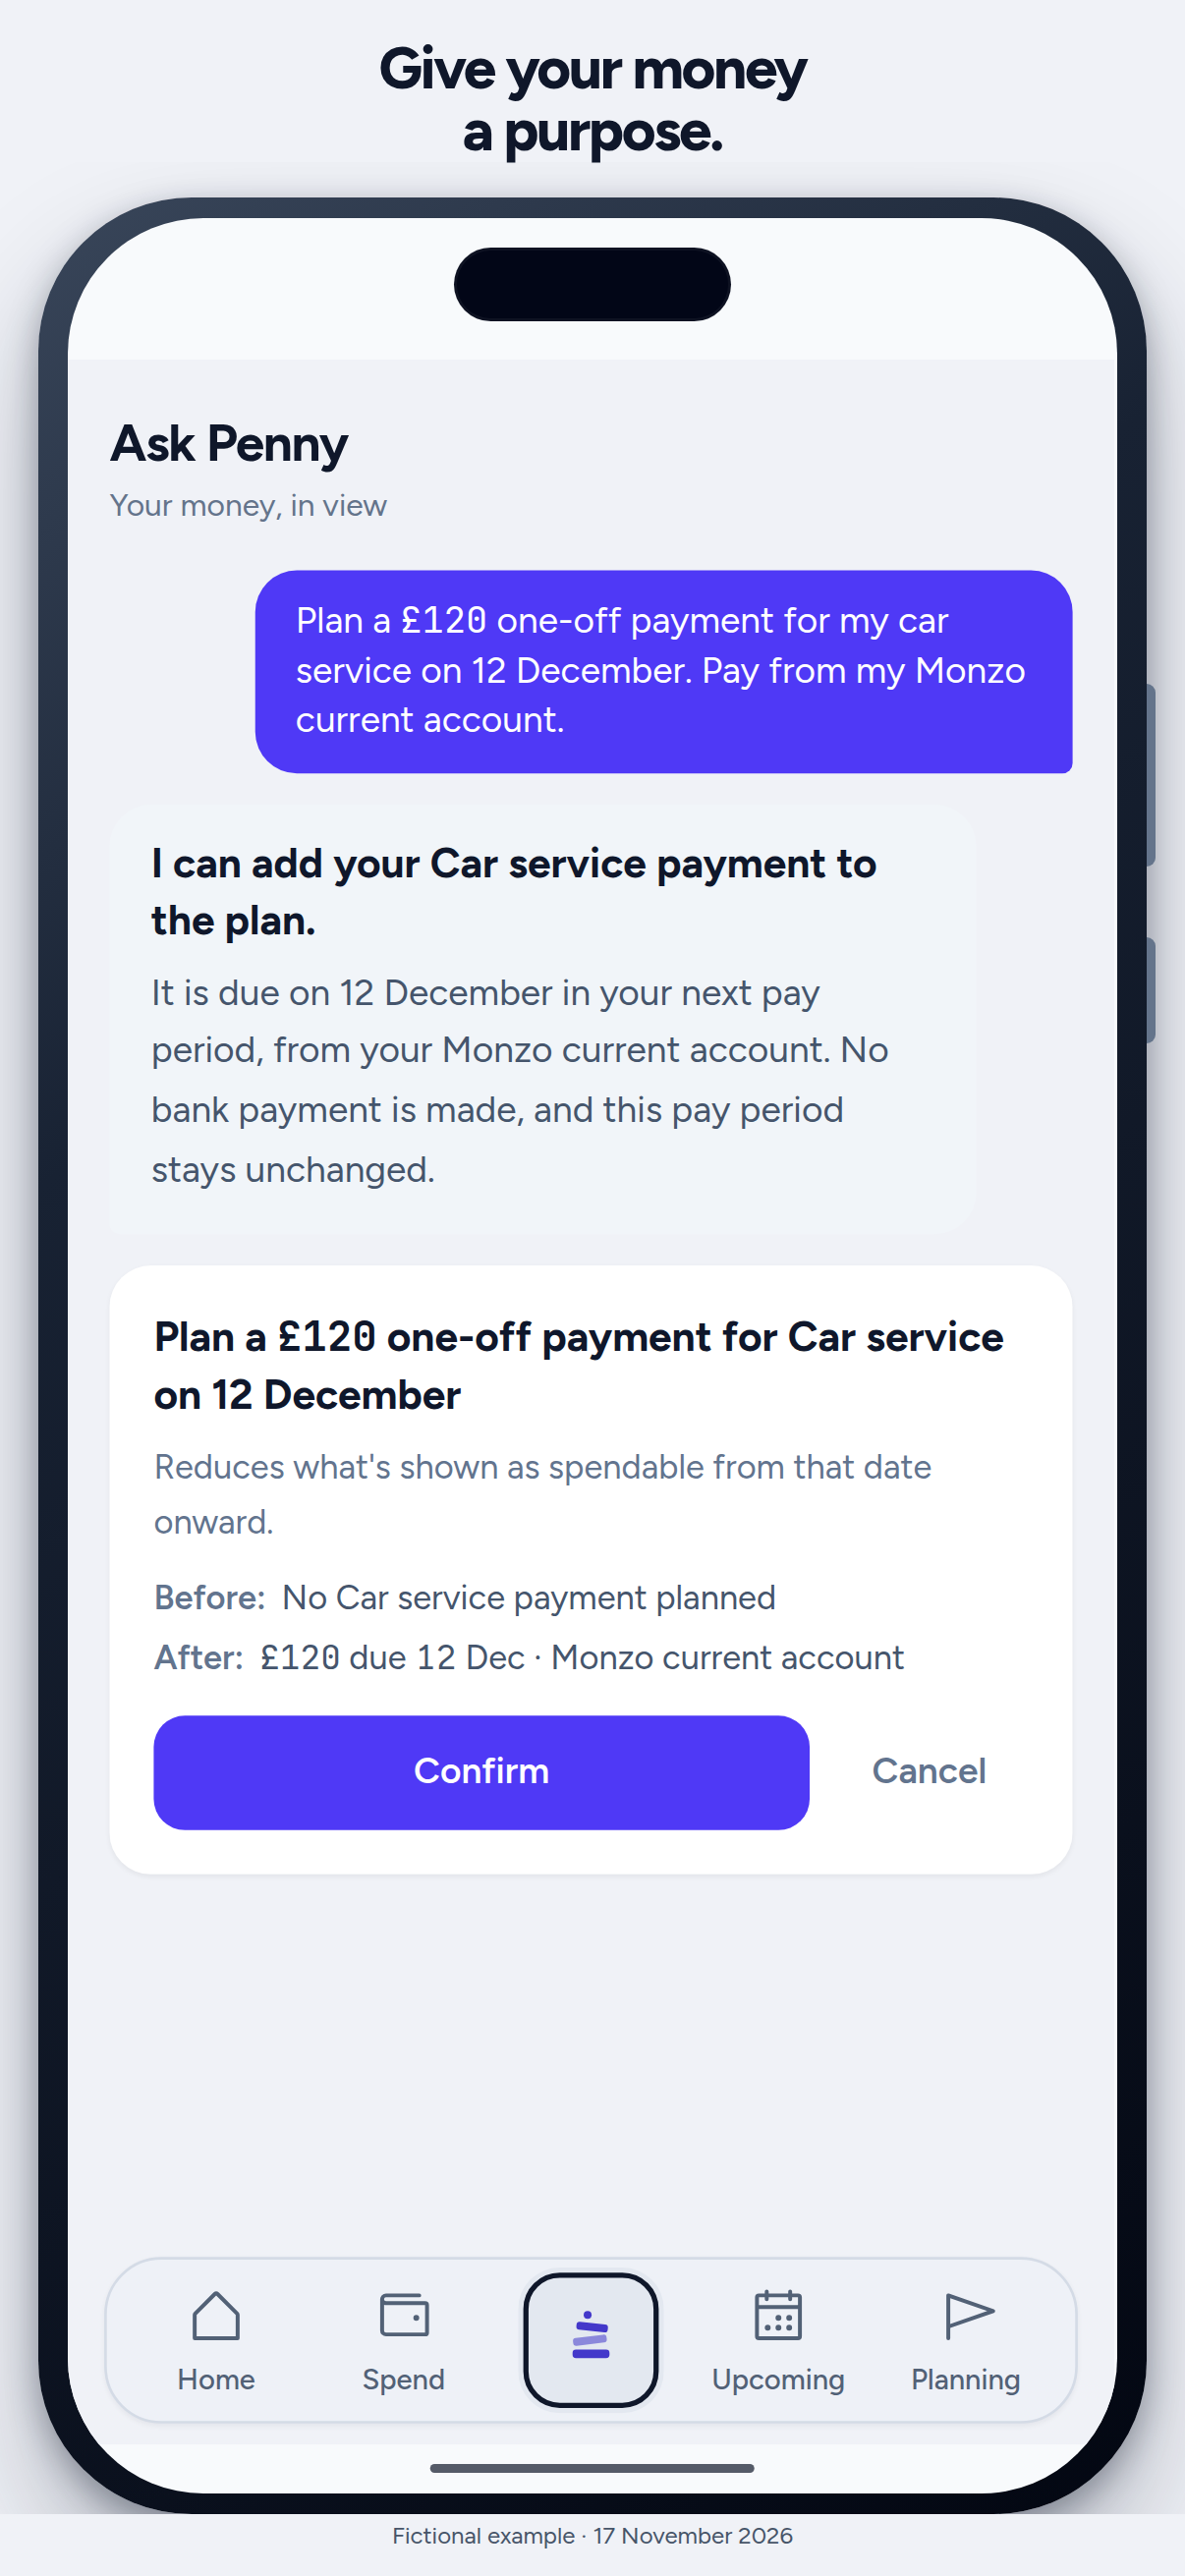 Give your money
a purpose.
Ask Penny
Your money, in view
Plan a £120 one-off payment for my car
service on 12 December. Pay from my Monzo
current account.
I can add your Car service payment to
the plan.
It is due on 12 December in your next pay
period, from your Monzo current account. No
bank payment is made, and this pay period
stays unchanged.
Plan a £120 one-off payment for Car service
on 12 December
Reduces what's shown as spendable from that date
onward.
Before: No Car service payment planned
After: £120 due 12 Dec · Monzo current account
Confirm Cancel
Home Spend Upcoming Planning
Fictional example · 17 November 2026